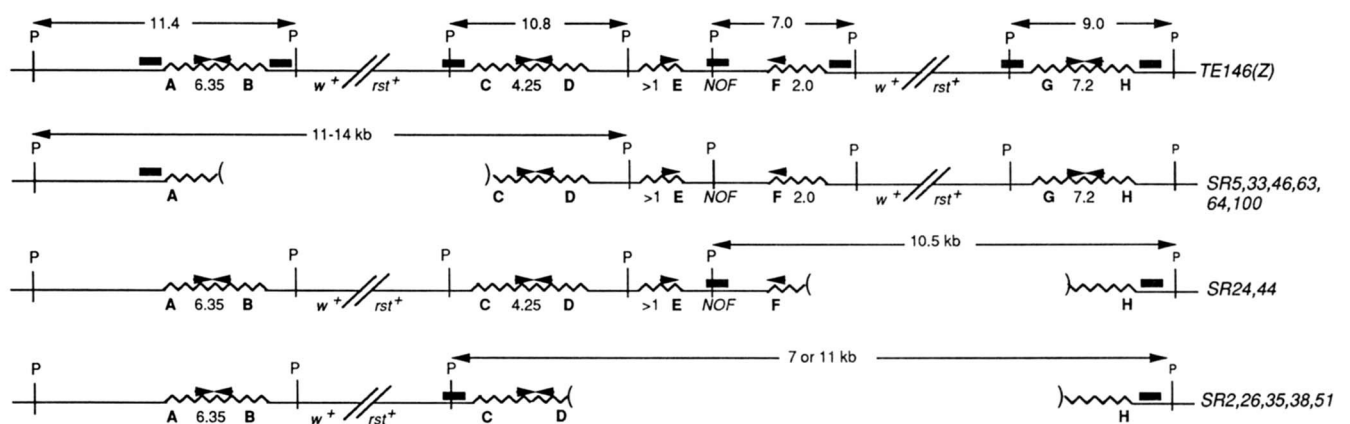 11.4 10.8 7.0 9.0
P P P P P P P P
A 6.35 B w + rst + C 4.25 D >1 E NOF F 2.0 w + rst + G 7.2 H TE146(Z)
11-14 kb
P P P P P P
A C D >1 E NOF F 2.0 w + rst + G 7.2 H SR5,33,46,63,
64,100
10.5 kb
P P P P P P
A 6.35 B w + rst + C 4.25 D >1 E NOF F H SR24,44
7 or 11 kb
P P P P
A 6.35 B w + rst + C D H SR2,26,35,38,51